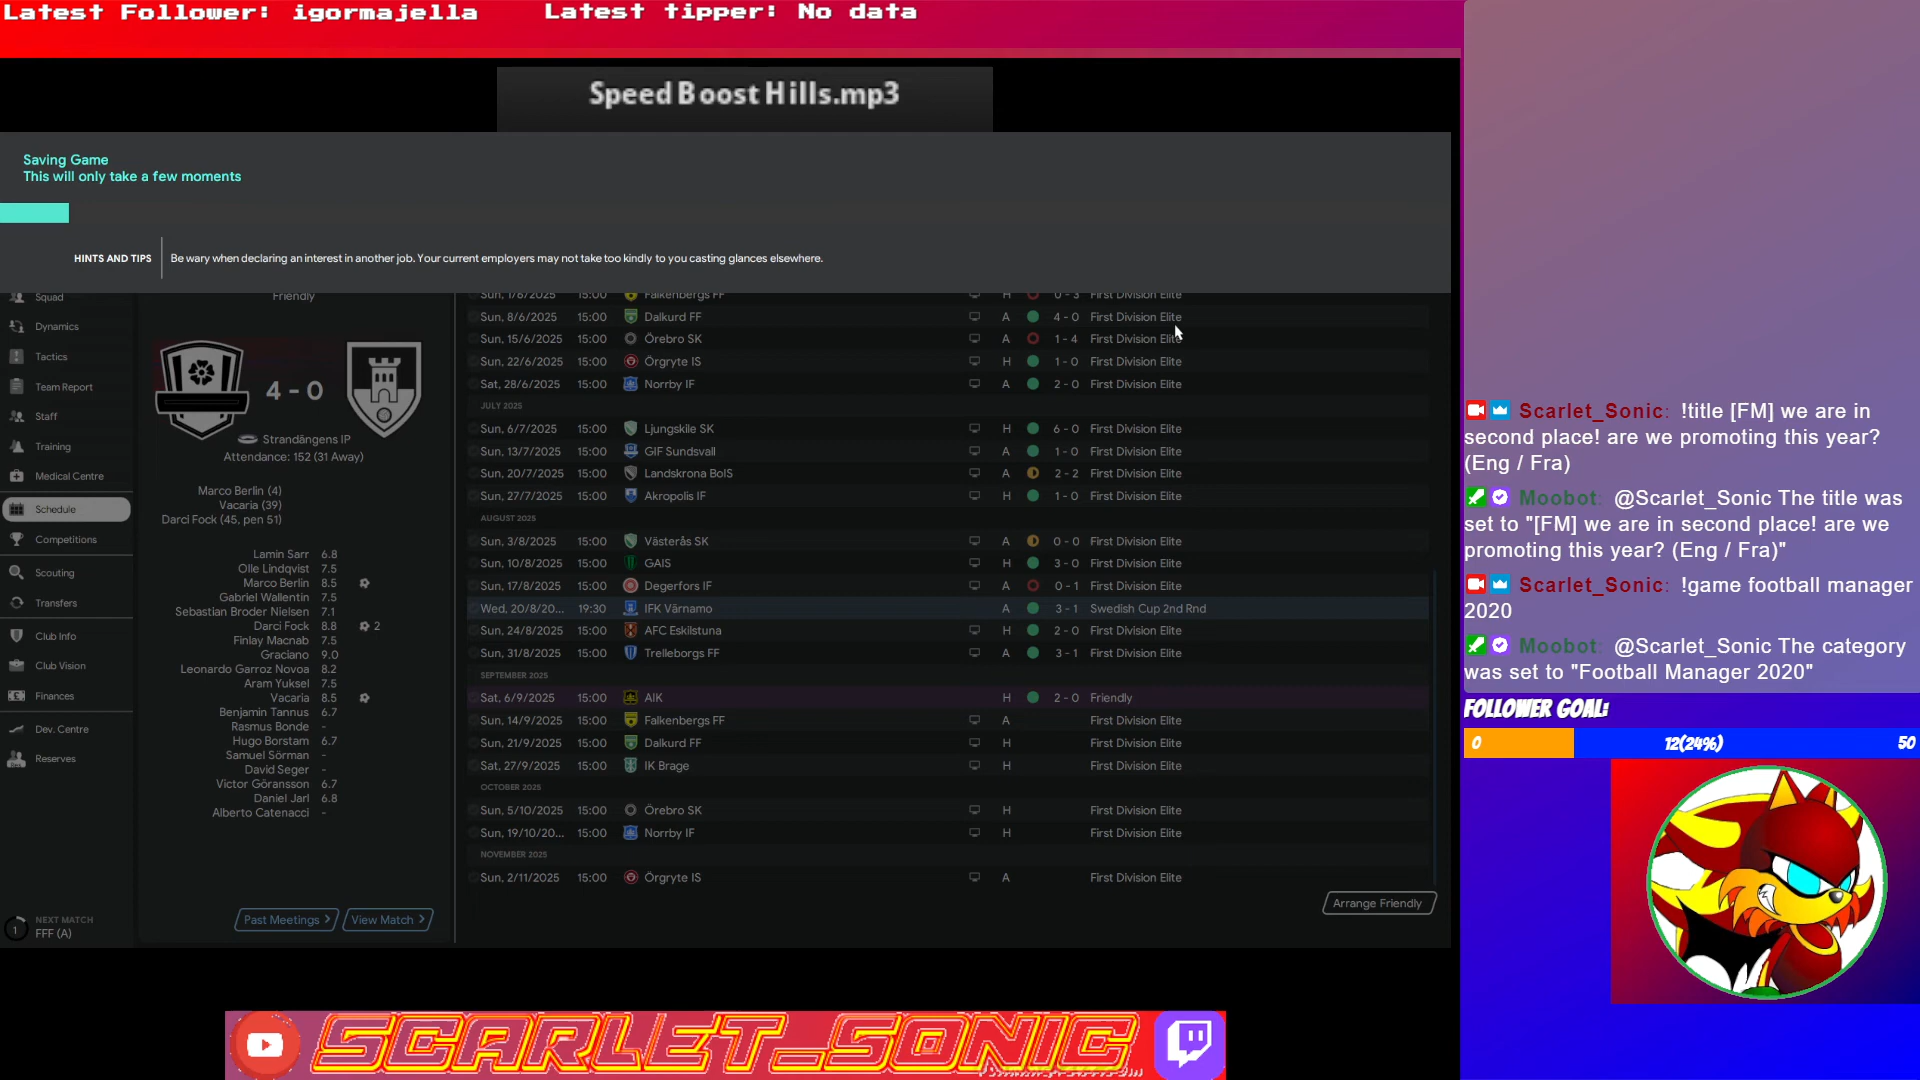 Latest Follower: igormajella
Latest tipper: No data
Speed Boost Hills.mp3
Saving Game
This will only take a few moments
HINTS AND TIPS
Be wary when declaring an interest in another job. Your current employers may not take too kindly to you casting glances elsewhere.
Squad
Dynamics
Tactics
Team Report
Staff
Training
Medical Centre
Schedule
Competitions
Scouting
Transfers
Club Info
Club Vision
Finances
Dev. Centre
Reserves
1
NEXT MATCH
FFF (A)
Friendly
4 - 0
Strandängens IP
Attendance: 152 (31 Away)
Marco Berlin (4)
Vacaria (39)
Darci Fock (45, pen 51)
Lamin Sarr 6.8
Olle Lindqvist 7.5
Marco Berlin 8.5
Gabriel Wallentin 7.5
Sebastian Broder Nielsen 7.1
Darci Fock 8.8 2
Finlay Macnab 7.5
Graciano 9.0
Leonardo Garroz Novoa 8.2
Aram Yuksel 7.5
Vacaria 8.5
Benjamin Tannus 6.7
Rasmus Bonde -
Hugo Borstam 6.7
Samuel Sörman -
David Seger -
Victor Göransson 6.7
Daniel Jarl 6.8
Alberto Catenacci -
Past Meetings >
View Match >
Sun, 1/6/2025 15:00 Falkenbergs FF H 0 - 3 First Division Elite
Sun, 8/6/2025 15:00 Dalkurd FF A 4 - 0 First Division Elite
Sun, 15/6/2025 15:00 Örebro SK A 1 - 4 First Division Elite
Sun, 22/6/2025 15:00 Örgryte IS H 1 - 0 First Division Elite
Sat, 28/6/2025 15:00 Norrby IF A 2 - 0 First Division Elite
JULY 2025
Sun, 6/7/2025 15:00 Ljungskile SK H 6 - 0 First Division Elite
Sun, 13/7/2025 15:00 GIF Sundsvall A 1 - 0 First Division Elite
Sun, 20/7/2025 15:00 Landskrona BoIS A 2 - 2 First Division Elite
Sun, 27/7/2025 15:00 Akropolis IF H 1 - 0 First Division Elite
AUGUST 2025
Sun, 3/8/2025 15:00 Västerås SK A 0 - 0 First Division Elite
Sun, 10/8/2025 15:00 GAIS H 3 - 0 First Division Elite
Sun, 17/8/2025 15:00 Degerfors IF A 0 - 1 First Division Elite
Wed, 20/8/20... 19:30 IFK Värnamo A 3 - 1 Swedish Cup 2nd Rnd
Sun, 24/8/2025 15:00 AFC Eskilstuna H 2 - 0 First Division Elite
Sun, 31/8/2025 15:00 Trelleborgs FF A 3 - 1 First Division Elite
SEPTEMBER 2025
Sat, 6/9/2025 15:00 AIK H 2 - 0 Friendly
Sun, 14/9/2025 15:00 Falkenbergs FF A First Division Elite
Sun, 21/9/2025 15:00 Dalkurd FF H First Division Elite
Sat, 27/9/2025 15:00 IK Brage H First Division Elite
OCTOBER 2025
Sun, 5/10/2025 15:00 Örebro SK H First Division Elite
Sun, 19/10/20... 15:00 Norrby IF H First Division Elite
NOVEMBER 2025
Sun, 2/11/2025 15:00 Örgryte IS A First Division Elite
Arrange Friendly
Scarlet_Sonic: !title [FM] we are in
second place! are we promoting this year?
(Eng / Fra)
Moobot: @Scarlet_Sonic The title was
set to "[FM] we are in second place! are we
promoting this year? (Eng / Fra)"
Scarlet_Sonic: !game football manager
2020
Moobot: @Scarlet_Sonic The category
was set to "Football Manager 2020"
FOLLOWER GOAL:
0 12(24%) 50
SCARLET_SONIC